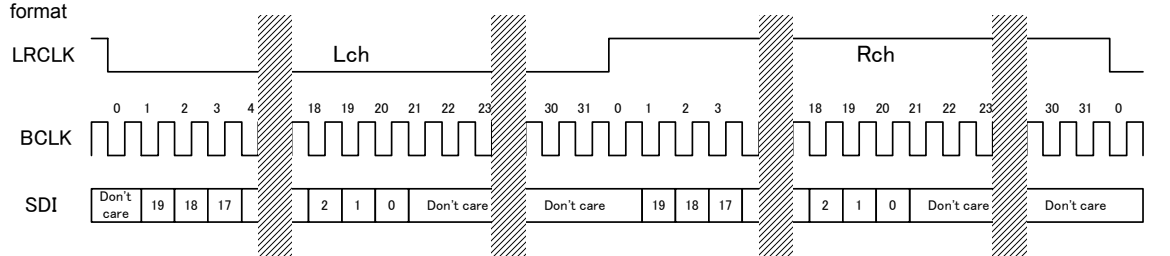 format
LRCLK Lch Rch
0 1 2 3 4 18 19 20 21 22 23 30 31 0 1 2 3 18 19 20 21 22 23 30 31 0
BCLK
SDI Don't care 19 18 17 2 1 0 Don't care Don't care 19 18 17 2 1 0 Don't care Don't care